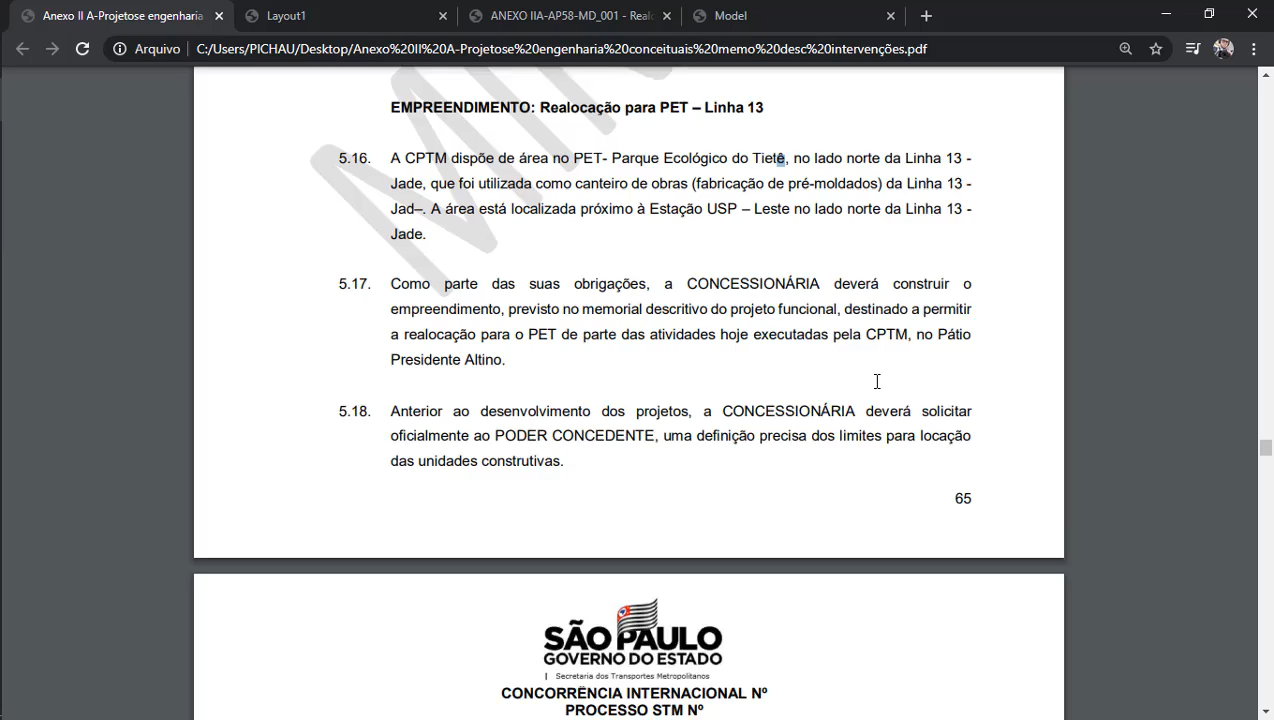 Anexo II A-Projetose engenharia
Layout1
ANEXO IIA-AP58-MD_001 - Realo
Model
Arquivo
C:/Users/PICHAU/Desktop/Anexo%20II%20A-Projetose%20engenharia%20conceituais%20memo%20desc%20intervenções.pdf
MIN
EMPREENDIMENTO: Realocação para PET – Linha 13
5.16. A CPTM dispõe de área no PET- Parque Ecológico do Tietê, no lado norte da Linha 13 -
Jade, que foi utilizada como canteiro de obras (fabricação de pré-moldados) da Linha 13 -
Jad–. A área está localizada próximo à Estação USP – Leste no lado norte da Linha 13 -
Jade.
5.17. Como parte das suas obrigações, a CONCESSIONÁRIA deverá construir o
empreendimento, previsto no memorial descritivo do projeto funcional, destinado a permitir
a realocação para o PET de parte das atividades hoje executadas pela CPTM, no Pátio
Presidente Altino.
5.18. Anterior ao desenvolvimento dos projetos, a CONCESSIONÁRIA deverá solicitar
oficialmente ao PODER CONCEDENTE, uma definição precisa dos limites para locação
das unidades construtivas.
65
SÃO PAULO
GOVERNO DO ESTADO
Secretaria dos Transportes Metropolitanos
CONCORRÊNCIA INTERNACIONAL Nº
PROCESSO STM Nº